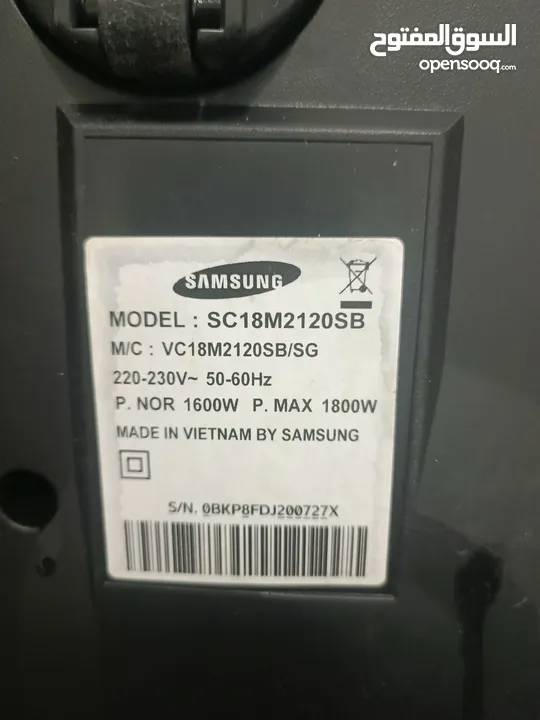 السوق المفتوح
opensooq.com
SAMSUNG
MODEL : SC18M2120SB
M/C : VC18M2120SB/SG
220-230V~ 50-60Hz
P. NOR 1600W P. MAX 1800W
MADE IN VIETNAM BY SAMSUNG
S/N. 0BKP8FDJ200727X